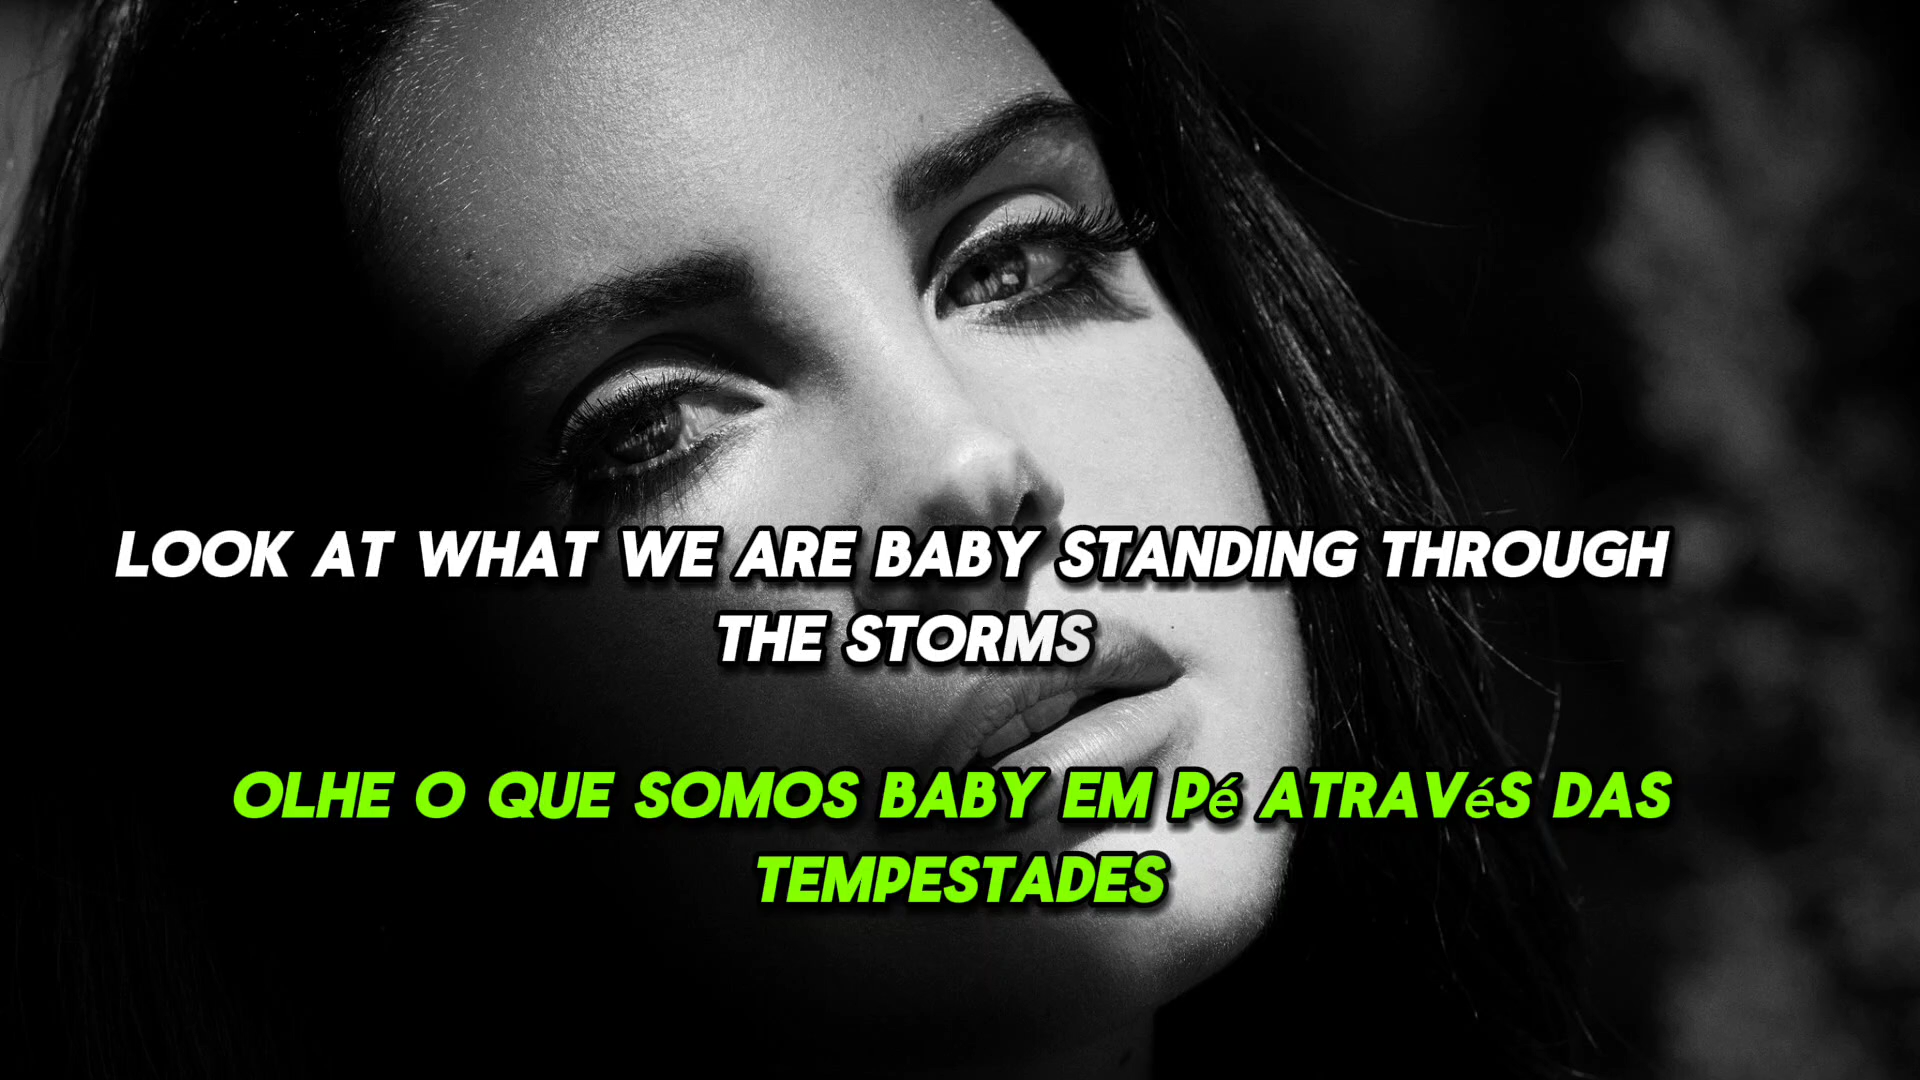 LOOK AT WHAT WE ARE BABY STANDING THROUGH
THE STORMS
OLHE O QUE SOMOS BABY EM Pé ATRAVéS DAS
TEMPESTADES